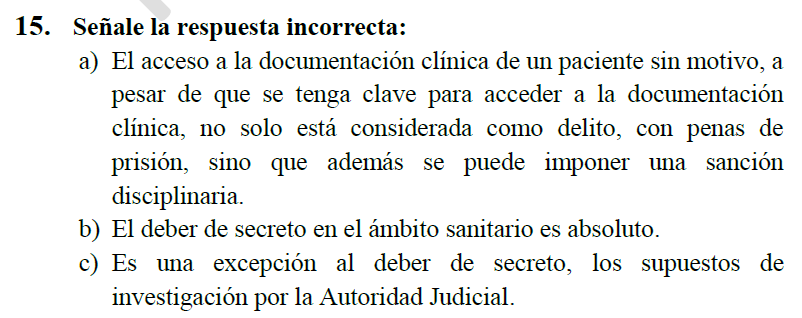 15. Señale la respuesta incorrecta:
a) El acceso a la documentación clínica de un paciente sin motivo, a
pesar de que se tenga clave para acceder a la documentación
clínica, no solo está considerada como delito, con penas de
prisión, sino que además se puede imponer una sanción
disciplinaria.
b) El deber de secreto en el ámbito sanitario es absoluto.
c) Es una excepción al deber de secreto, los supuestos de
investigación por la Autoridad Judicial.